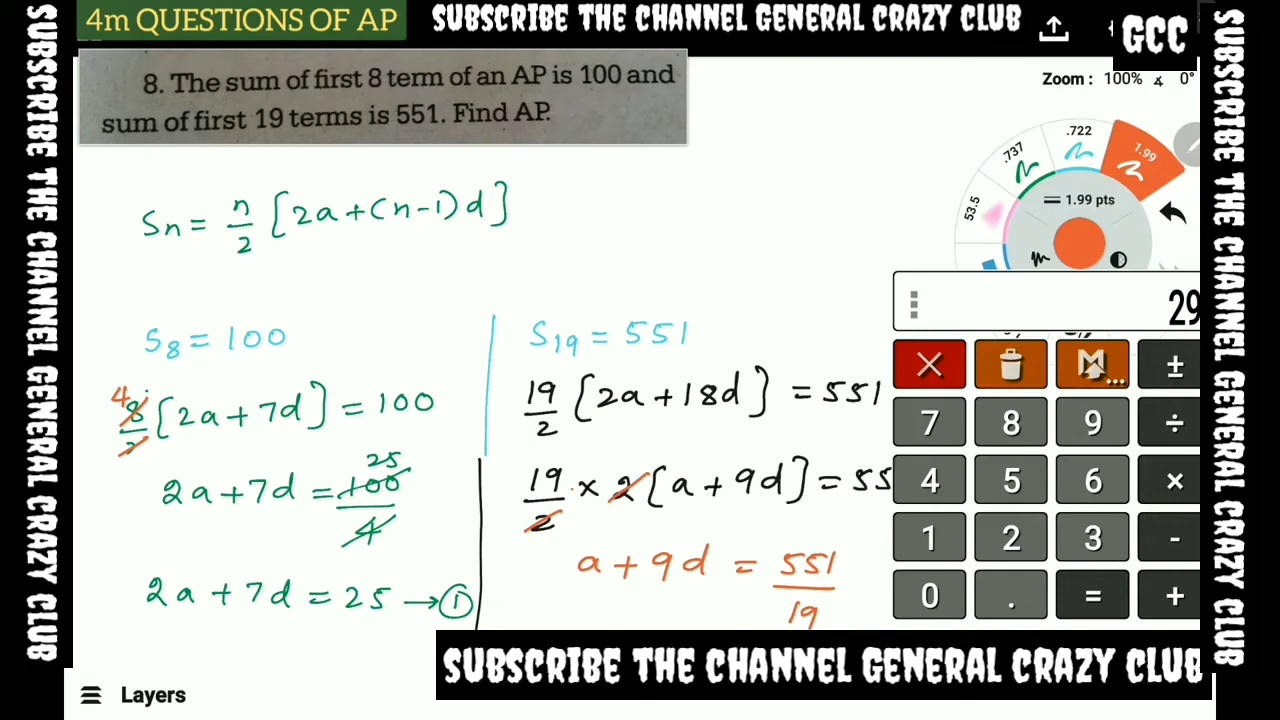 4m QUESTIONS OF AP
SUBSCRIBE THE CHANNEL GENERAL CRAZY CLUB
GCC
Zoom : 100% 0°
8. The sum of first 8 term of an AP is 100 and
sum of first 19 terms is 551. Find AP.
.737
.722
1.99
53.5
1.99 pts
Sn = n/2 [2a+(n-1)d]
29
S8 = 100
4
8/2 [2a+7d] = 100
25
2a+7d = 100/4
2a+7d = 25 → ①
S19 = 551
19/2 [2a+18d] = 551
19/2 × 2 [a+9d] = 55
a+9d = 551/19
M...
±
7 8 9 ÷
4 5 6 ×
1 2 3 -
0 . = +
SUBSCRIBE THE CHANNEL GENERAL CRAZY CLUB
Layers
SUBSCRIBE THE CHANNEL GENERAL CRAZY CLUB
SUBSCRIBE THE CHANNEL GENERAL CRAZY CLUB